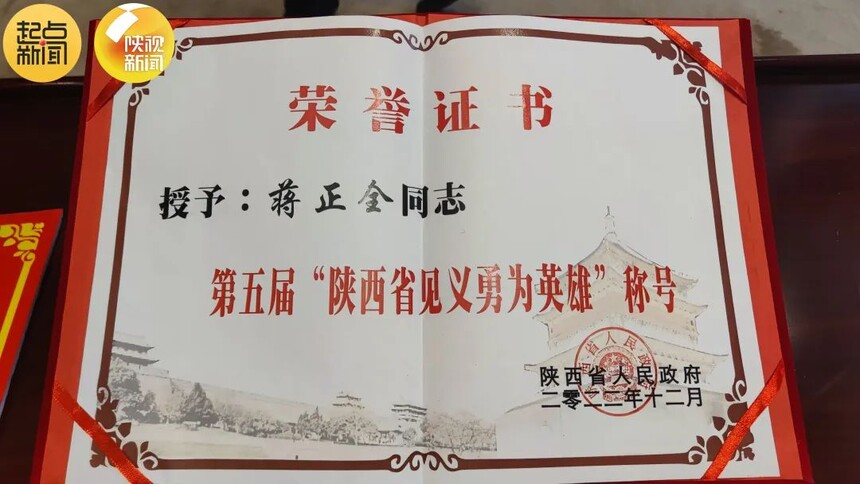 起点
新闻
陕视
新闻
荣誉证书
授予：蒋正全同志
第五届“陕西省见义勇为英雄”称号
陕西省人民政府
二零二二年十二月